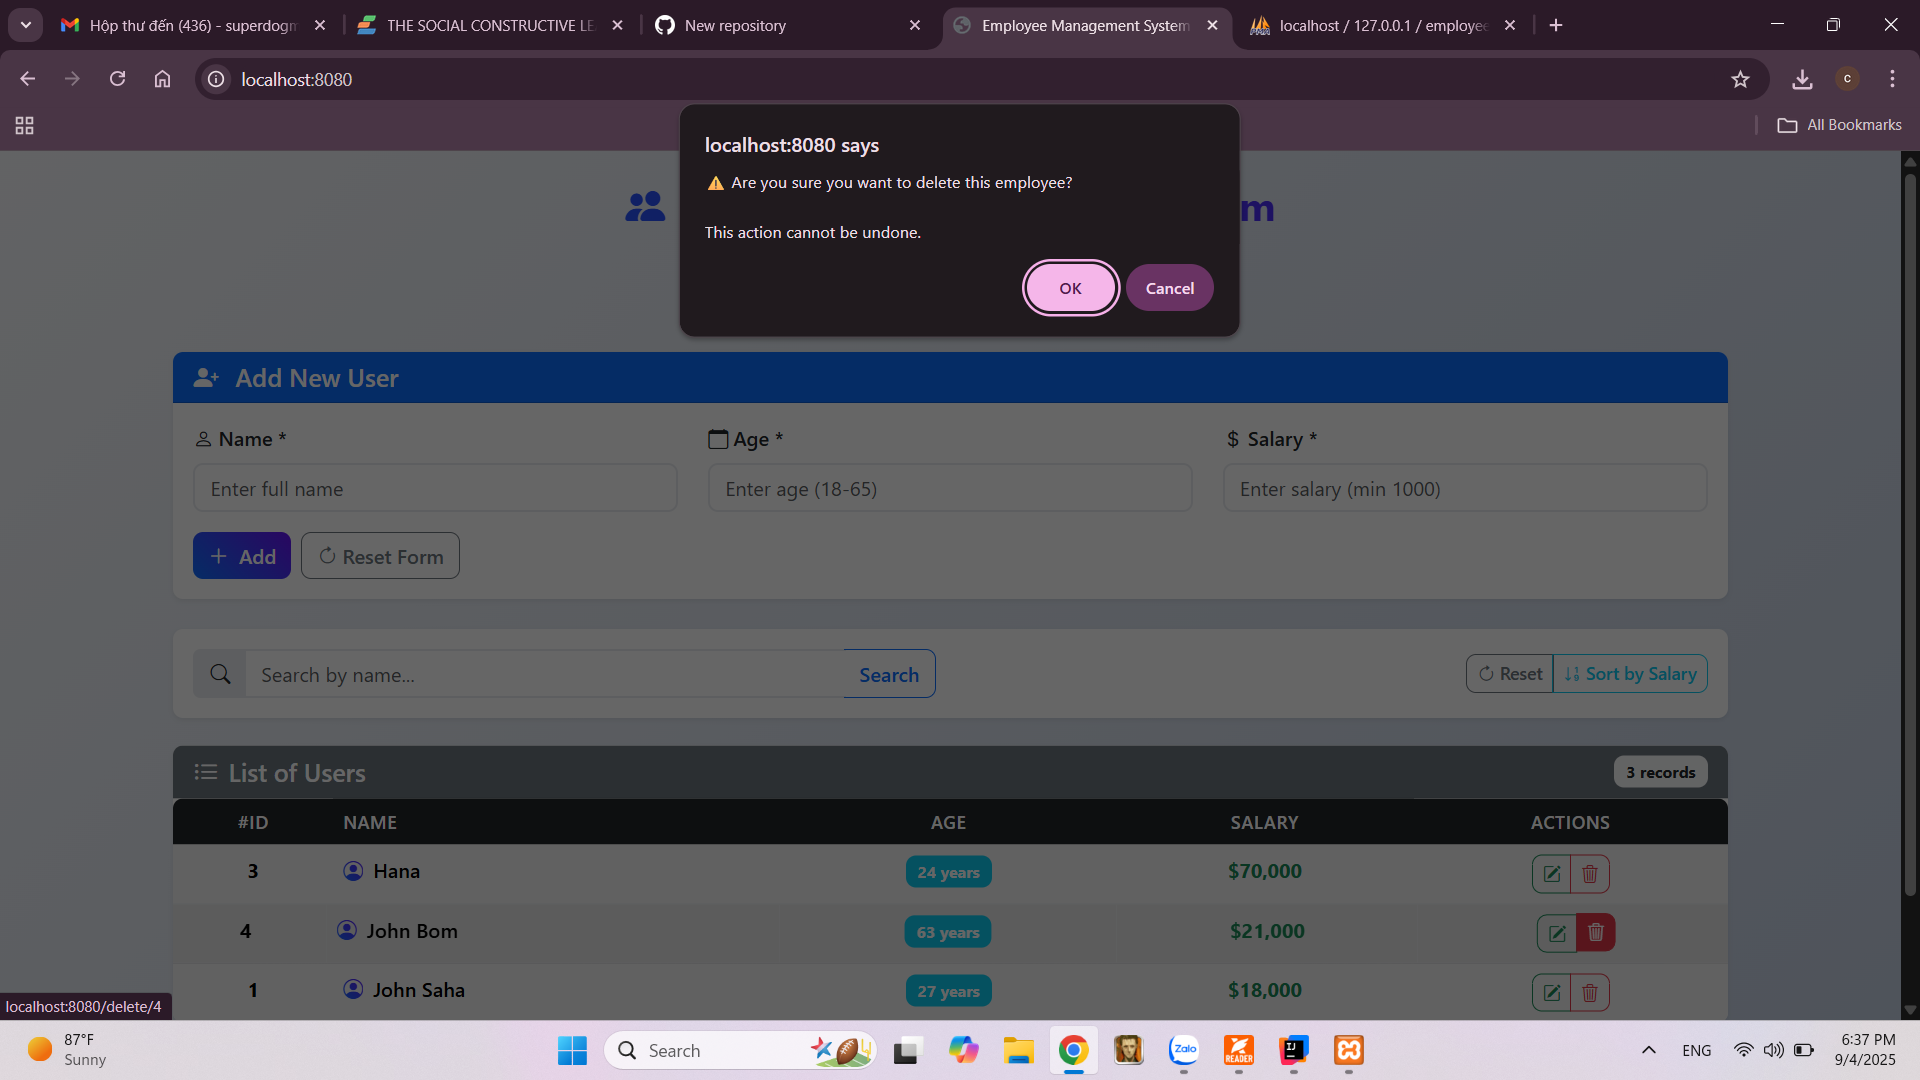 Hộp thư đến (436) - superdogm
THE SOCIAL CONSTRUCTIVE LE
New repository
Employee Management System
localhost / 127.0.0.1 / employee
localhost:8080
C
All Bookmarks
localhost:8080 says
Are you sure you want to delete this employee?
This action cannot be undone.
OK
Cancel
m
Add New User
Name *
Age *
$ Salary *
Enter full name
Enter age (18-65)
Enter salary (min 1000)
+ Add
Reset Form
Search by name...
Search
Reset
Sort by Salary
List of Users
3 records
#ID NAME AGE SALARY ACTIONS
3 Hana 24 years $70,000
4 John Bom 63 years $21,000
1 John Saha 27 years $18,000
localhost:8080/delete/4
87°F
Sunny
Search
Zalo
READER
IJ
ENG
6:37 PM
9/4/2025